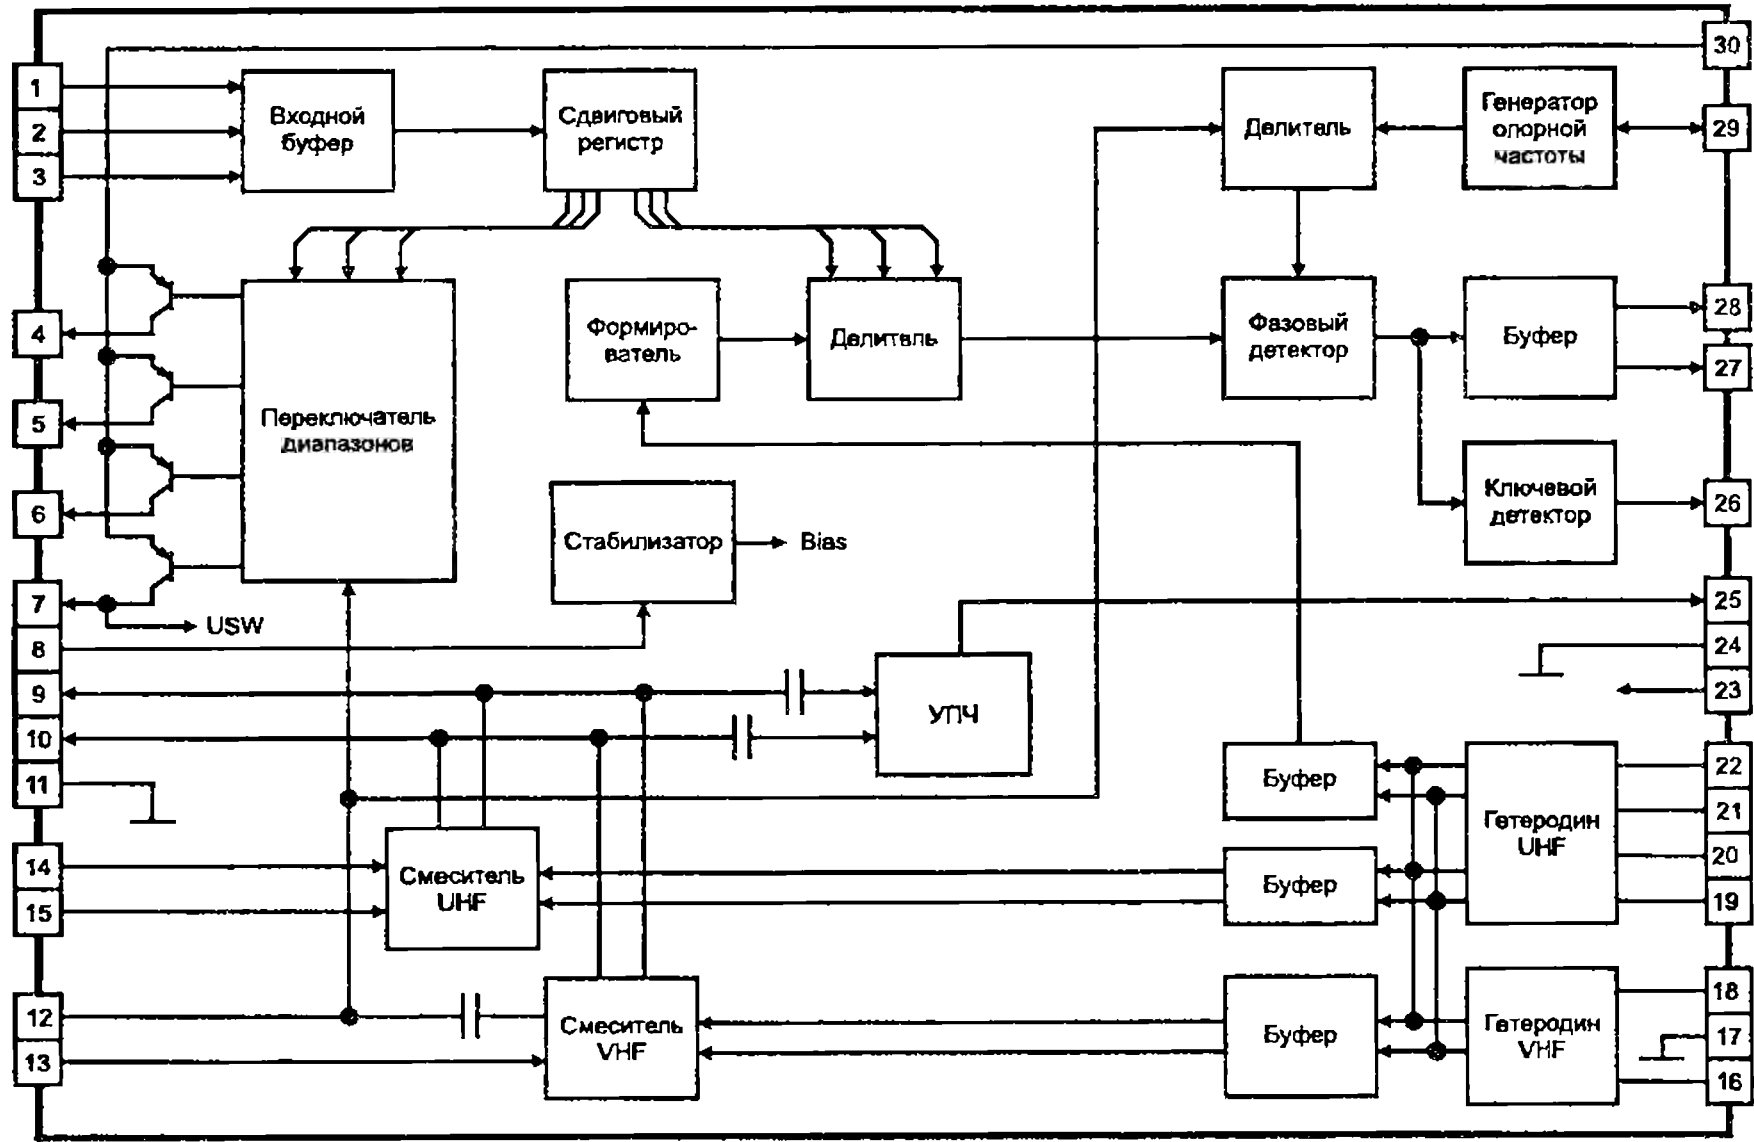 30
1
2
3
Входной
буфер
Сдвиговый
регистр
Делитель
Генератор
опорной
частоты
29
4
5
6
7
Переключатель
диапазонов
Формиро-
ватель
Делитель
Фазовый
детектор
Буфер
28
27
Ключевой
детектор
26
Стабилизатор
Bias
USW
8
9
10
11
УПЧ
25
24
23
14
15
Смеситель
UHF
Буфер
Буфер
Гетеродин
UHF
22
21
20
19
12
13
Смеситель
VHF
Буфер
Гетеродин
VHF
18
17
16